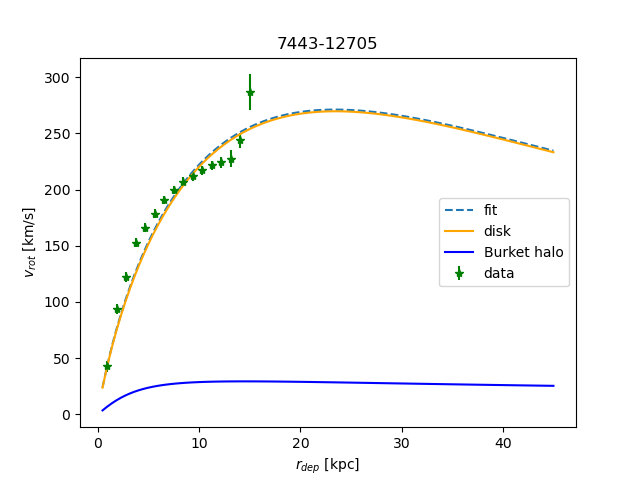 7443-12705
300
250
200
150
100
50
0
v_rot [km/s]
fit
disk
Burket halo
data
0 10 20 30 40
r_dep [kpc]